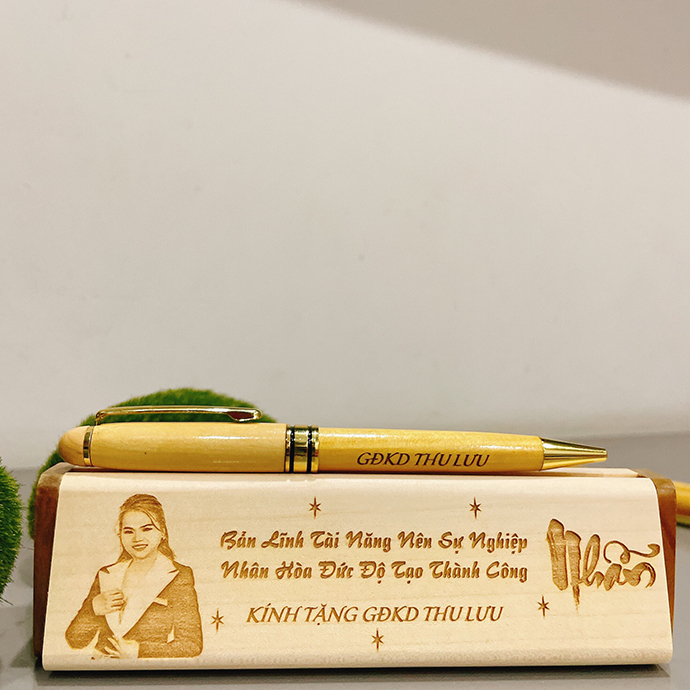 GĐKD THU LƯU
Bản Lĩnh Tài Năng Nên Sự Nghiệp
Nhân Hòa Đức Độ Tạo Thành Công
KÍNH TẶNG GĐKD THU LƯU
Nhẫn